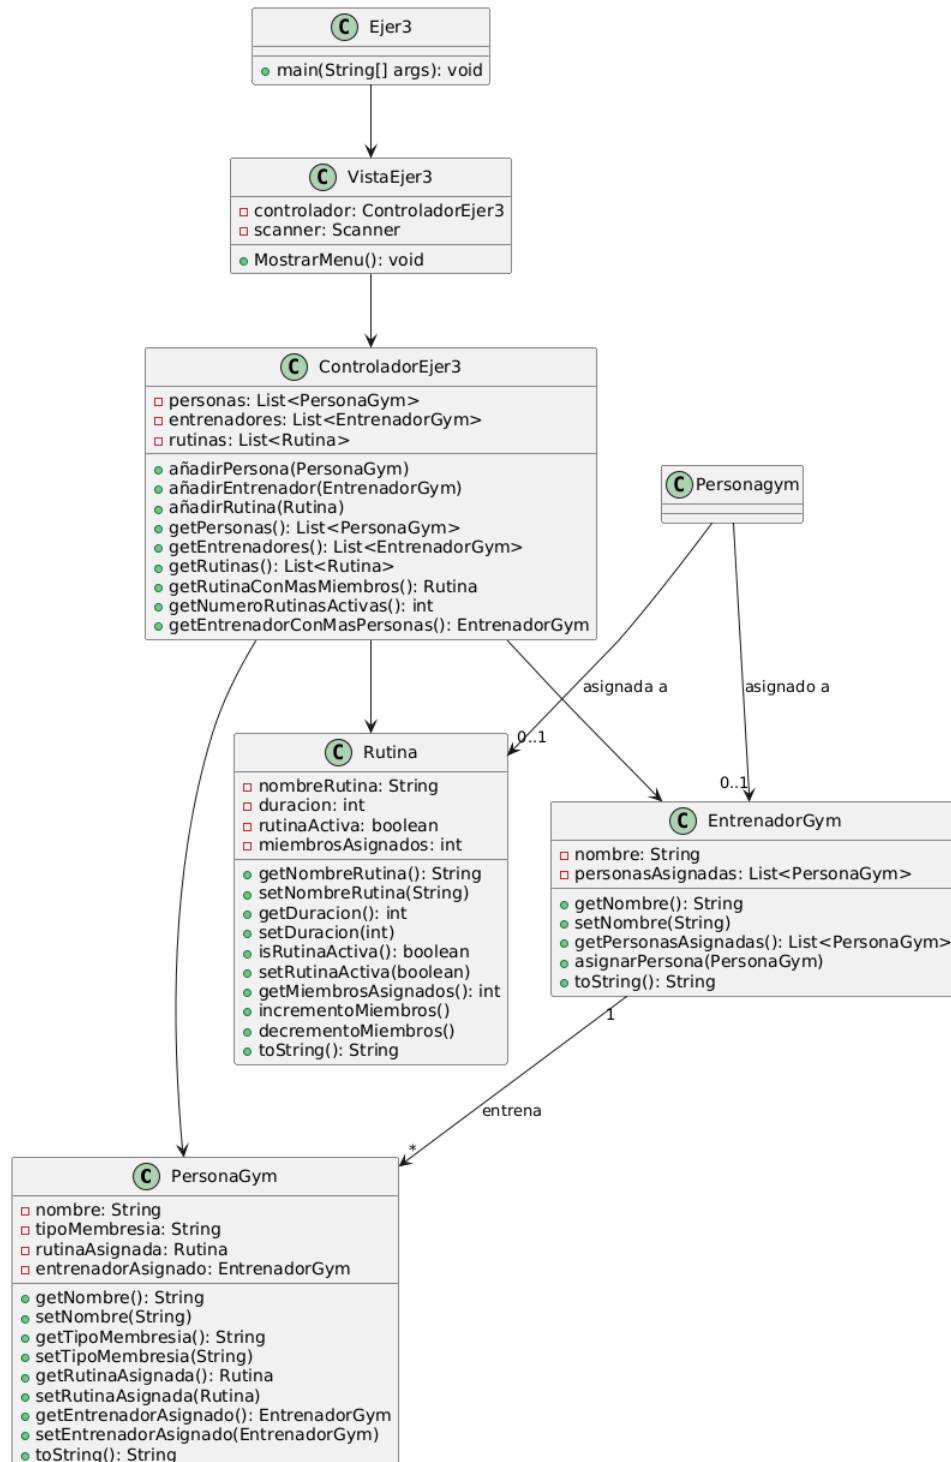 C Ejer3
main(String[] args): void
C VistaEjer3
controlador: ControladorEjer3
scanner: Scanner
MostrarMenu(): void
C ControladorEjer3
personas: List<PersonaGym>
entrenadores: List<EntrenadorGym>
rutinas: List<Rutina>
añadirPersona(PersonaGym)
añadirEntrenador(EntrenadorGym)
añadirRutina(Rutina)
getPersonas(): List<PersonaGym>
getEntrenadores(): List<EntrenadorGym>
getRutinas(): List<Rutina>
getRutinaConMasMiembros(): Rutina
getNumeroRutinasActivas(): int
getEntrenadorConMasPersonas(): EntrenadorGym
C Personagym
asignada a
asignado a
0..1
0..1
C Rutina
nombreRutina: String
duracion: int
rutinaActiva: boolean
miembrosAsignados: int
getNombreRutina(): String
setNombreRutina(String)
getDuracion(): int
setDuracion(int)
isRutinaActiva(): boolean
setRutinaActiva(boolean)
getMiembrosAsignados(): int
incrementoMiembros()
decrementoMiembros()
toString(): String
C EntrenadorGym
nombre: String
personasAsignadas: List<PersonaGym>
getNombre(): String
setNombre(String)
getPersonasAsignadas(): List<PersonaGym>
asignarPersona(PersonaGym)
toString(): String
1
entrena
*
C PersonaGym
nombre: String
tipoMembresia: String
rutinaAsignada: Rutina
entrenadorAsignado: EntrenadorGym
getNombre(): String
setNombre(String)
getTipoMembresia(): String
setTipoMembresia(String)
getRutinaAsignada(): Rutina
setRutinaAsignada(Rutina)
getEntrenadorAsignado(): EntrenadorGym
setEntrenadorAsignado(EntrenadorGym)
toString(): String